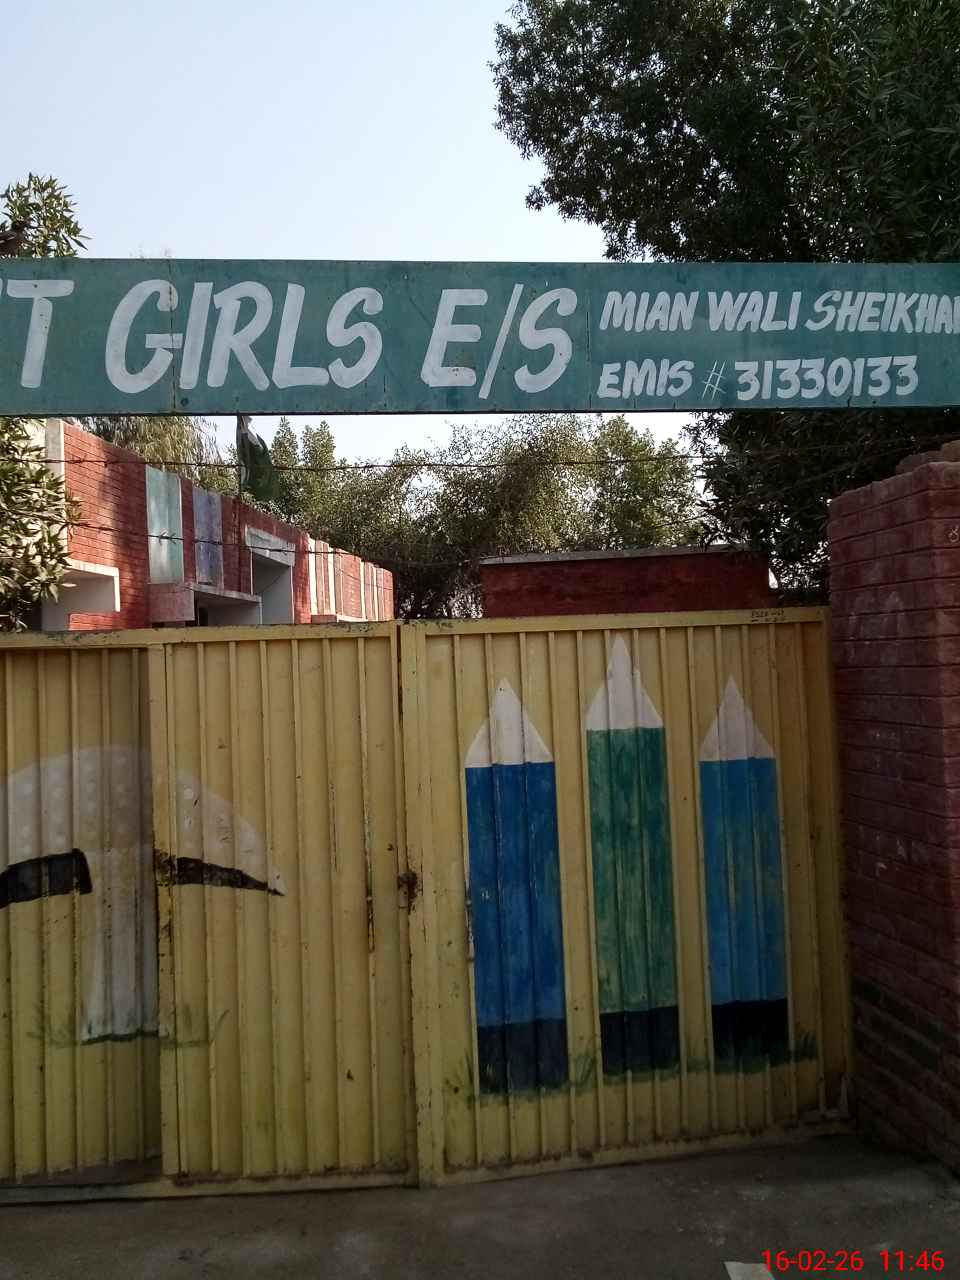 T GIRLS E/S
MIAN WALI SHEIKHAN
EMIS # 31330133
16-02-26 11:46